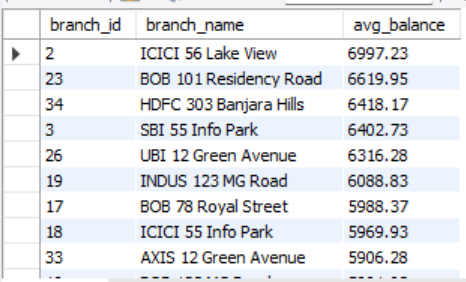 branch_id branch_name avg_balance
2 ICICI 56 Lake View 6997.23
23 BOB 101 Residency Road 6619.95
34 HDFC 303 Banjara Hills 6418.17
3 SBI 55 Info Park 6402.73
26 UBI 12 Green Avenue 6316.28
19 INDUS 123 MG Road 6088.83
17 BOB 78 Royal Street 5988.37
18 ICICI 55 Info Park 5969.93
33 AXIS 12 Green Avenue 5906.28